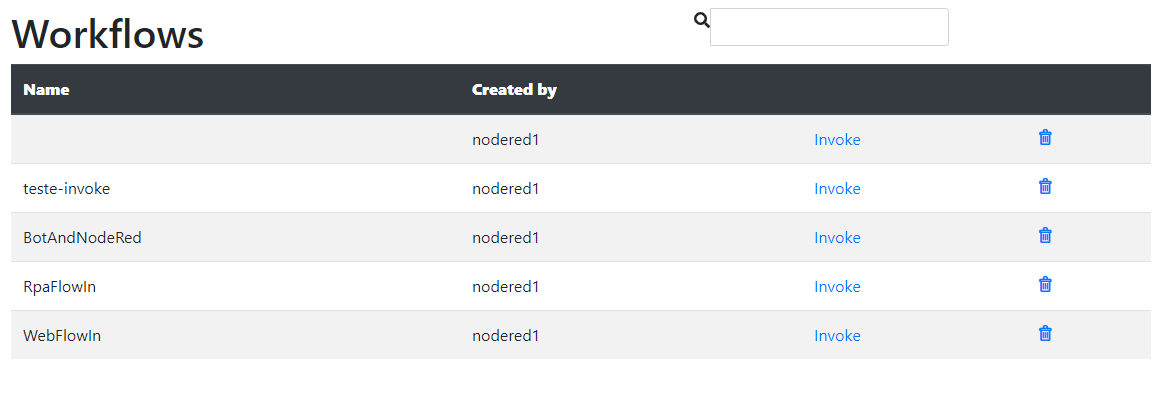 Workflows
Name Created by
nodered1 Invoke
teste-invoke nodered1 Invoke
BotAndNodeRed nodered1 Invoke
RpaFlowIn nodered1 Invoke
WebFlowIn nodered1 Invoke